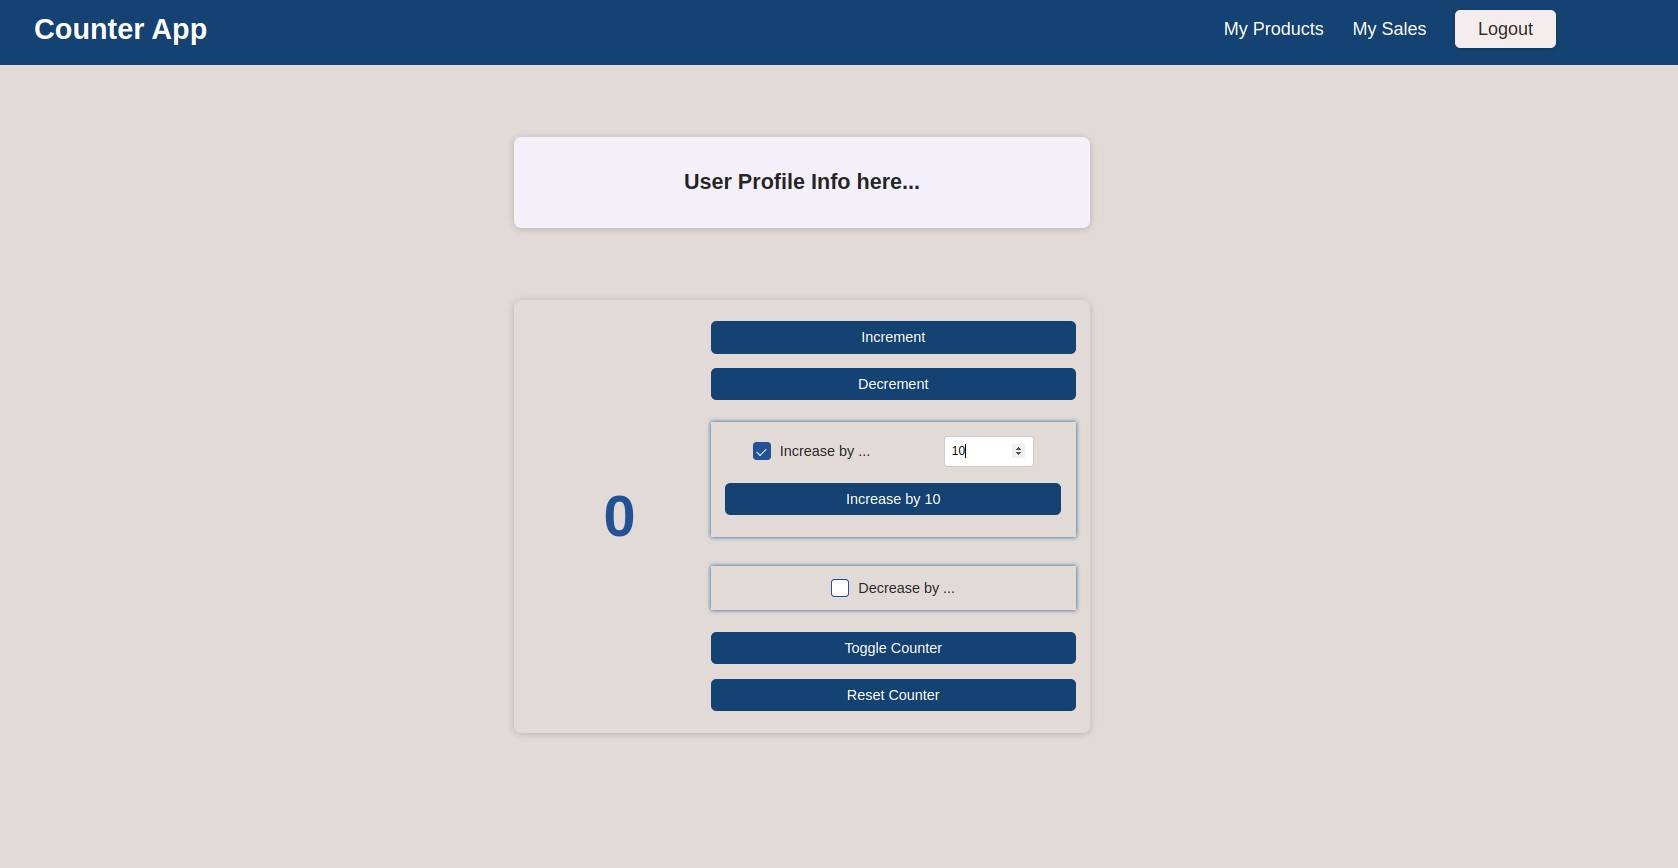 Counter App
My Products
My Sales
Logout
User Profile Info here...
Increment
Decrement
Increase by ...
10
Increase by 10
0
Decrease by ...
Toggle Counter
Reset Counter